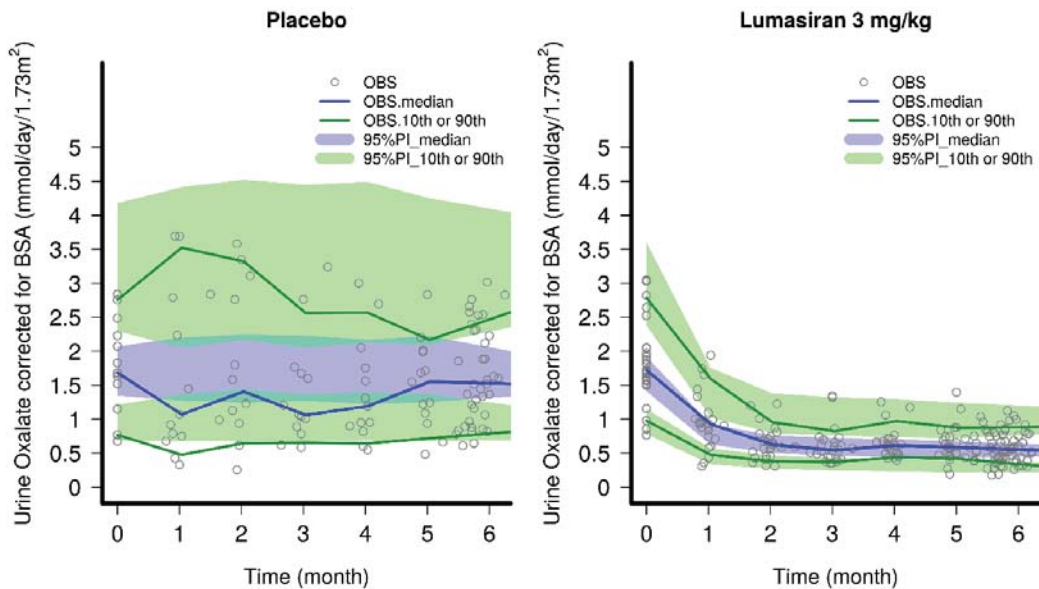 Placebo
Urine Oxalate corrected for BSA (mmol/day/1.73m²)
OBS
OBS.median
OBS.10th or 90th
95%PI_median
95%PI_10th or 90th
5
4.5
4
3.5
3
2.5
2
1.5
1
0.5
0
0 1 2 3 4 5 6
Time (month)
Lumasiran 3 mg/kg
Urine Oxalate corrected for BSA (mmol/day/1.73m²)
OBS
OBS.median
OBS.10th or 90th
95%PI_median
95%PI_10th or 90th
5
4.5
4
3.5
3
2.5
2
1.5
1
0.5
0
0 1 2 3 4 5 6
Time (month)